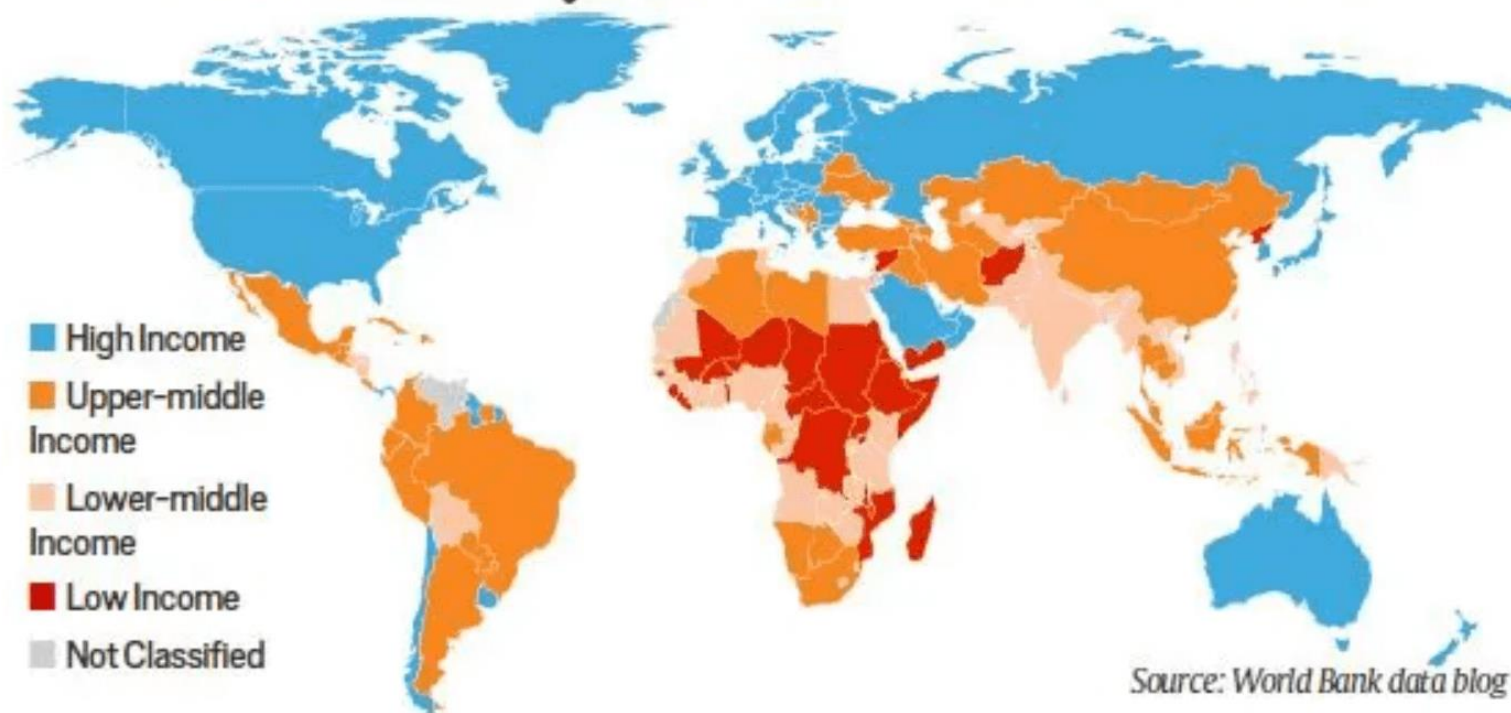 High Income
Upper-middle
Income
Lower-middle
Income
Low Income
Not Classified
Source: World Bank data blog